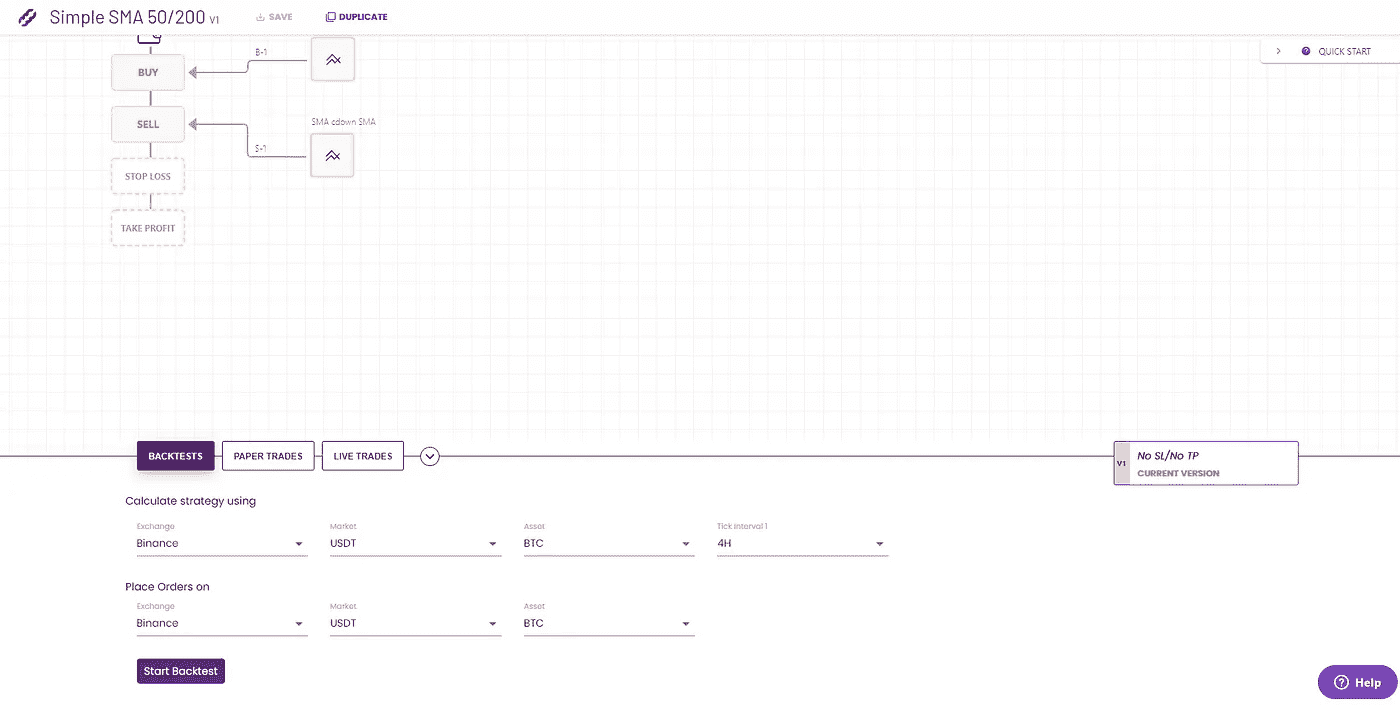 Simple SMA 50/200 V1
SAVE
DUPLICATE
QUICK START
B-1
BUY
SMA cdown SMA
SELL
S-1
STOP LOSS
TAKE PROFIT
BACKTESTS
PAPER TRADES
LIVE TRADES
V1
No SL/No TP
CURRENT VERSION
Calculate strategy using
Exchange
Market
Asset
Tick Interval 1
Binance
USDT
BTC
4H
Place Orders on
Exchange
Market
Asset
Binance
USDT
BTC
Start Backtest
Help